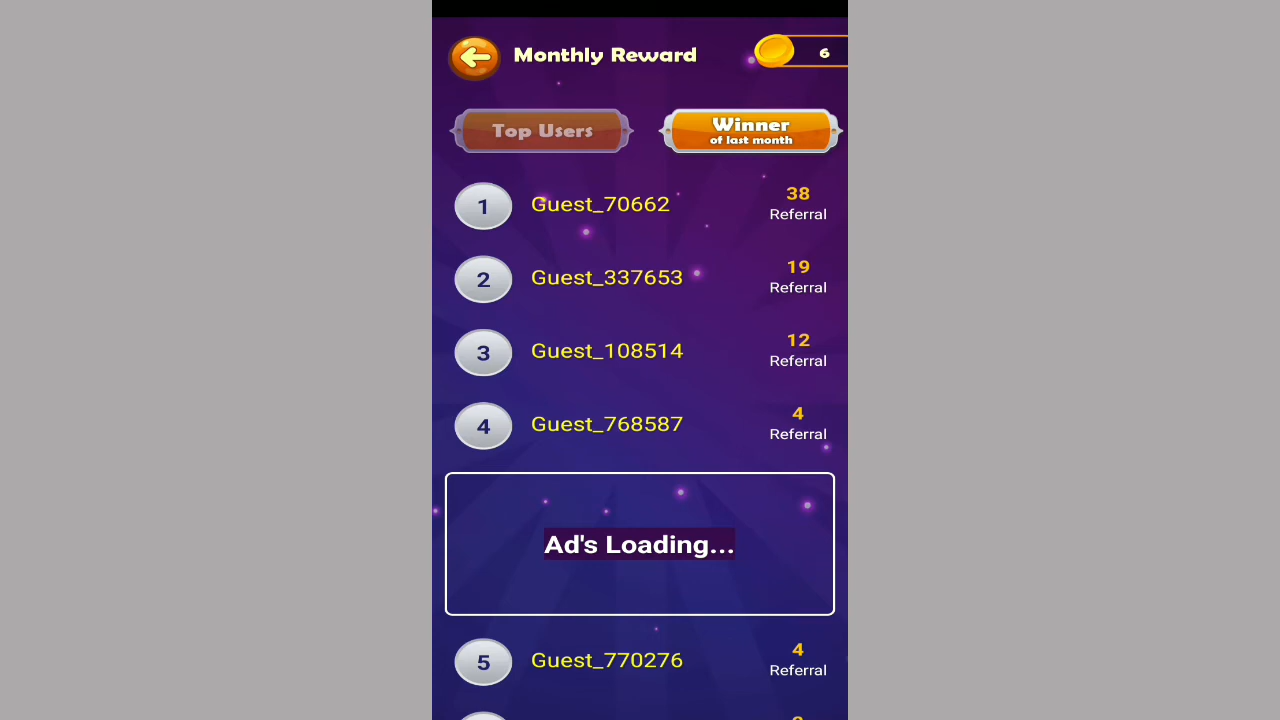 Monthly Reward
6
Top Users
Winner
of last month
1
Guest_70662
38
Referral
2
Guest_337653
19
Referral
3
Guest_108514
12
Referral
4
Guest_768587
4
Referral
Ad's Loading...
5
Guest_770276
4
Referral